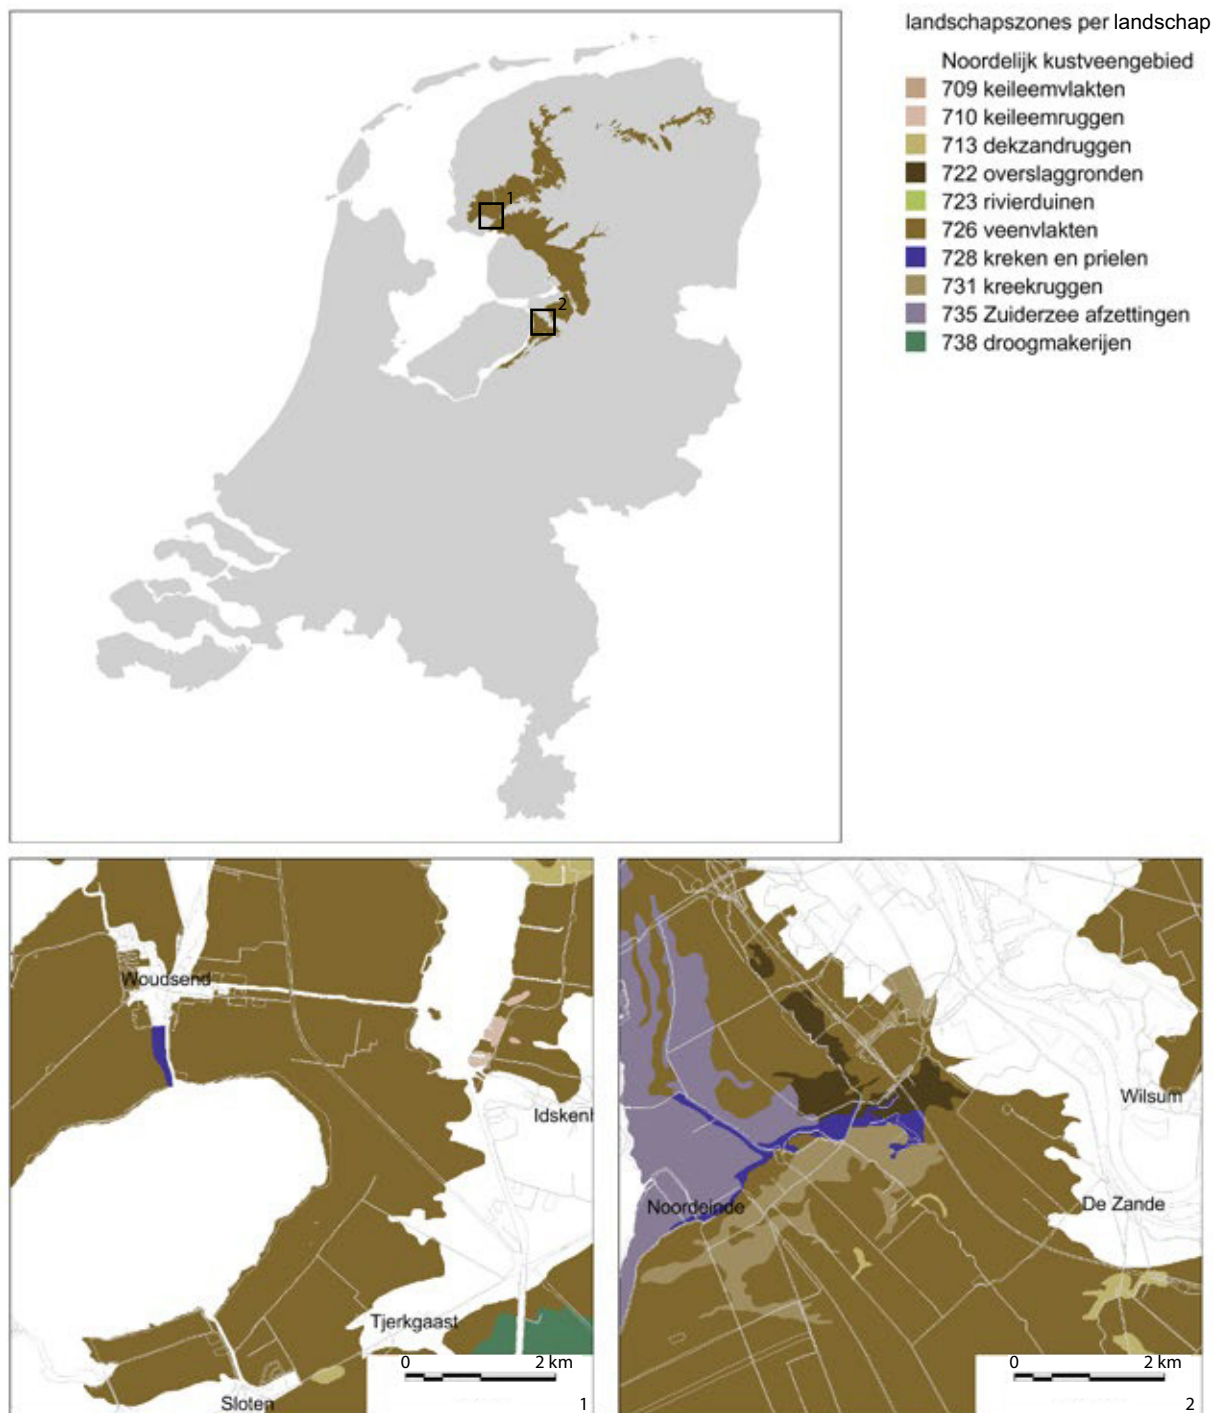 landschapszones per landschap
Noordelijk kustveengebied
709 keileemvlakten
710 keileemruggen
713 dekzandruggen
722 overslaggronden
723 rivierduinen
726 veenvlakten
728 kreken en prielen
731 kreekruggen
735 Zuiderzee afzettingen
738 droogmakerijen
1
2
Woudsend
Tjerkgaast
Sloten
0 2 km
1
Wilsum
De Zande
Noordeinde
0 2 km
2